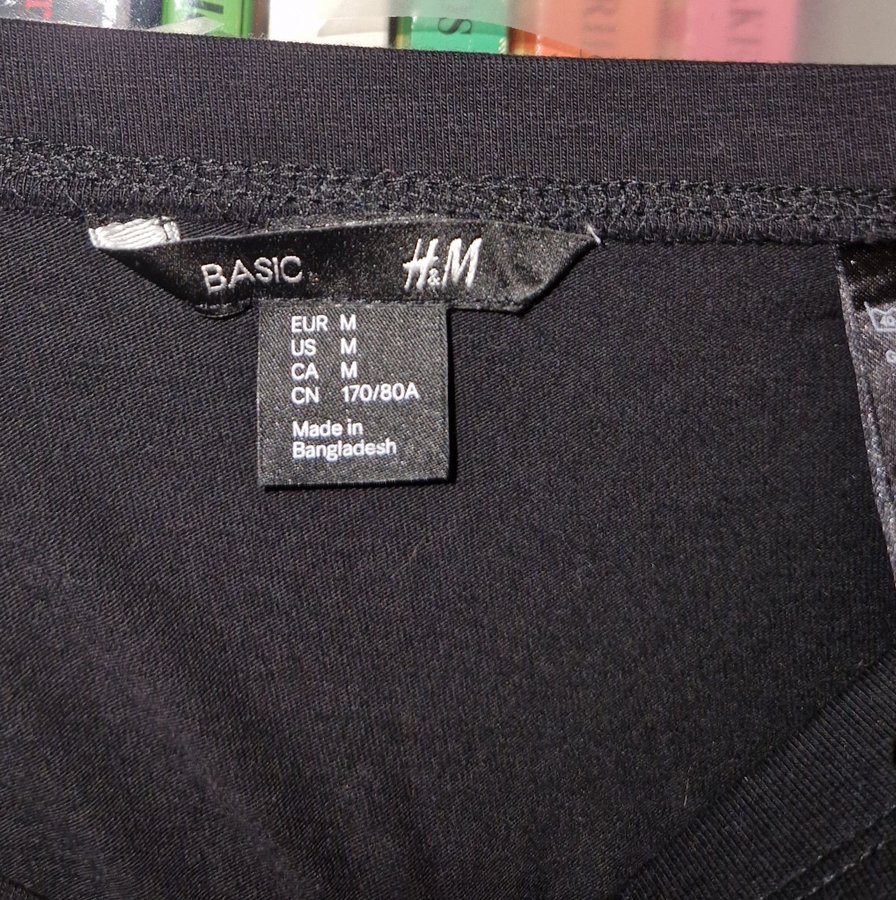 BASIC H&M
EUR M
US M
CA M
CN 170/80A
Made in
Bangladesh